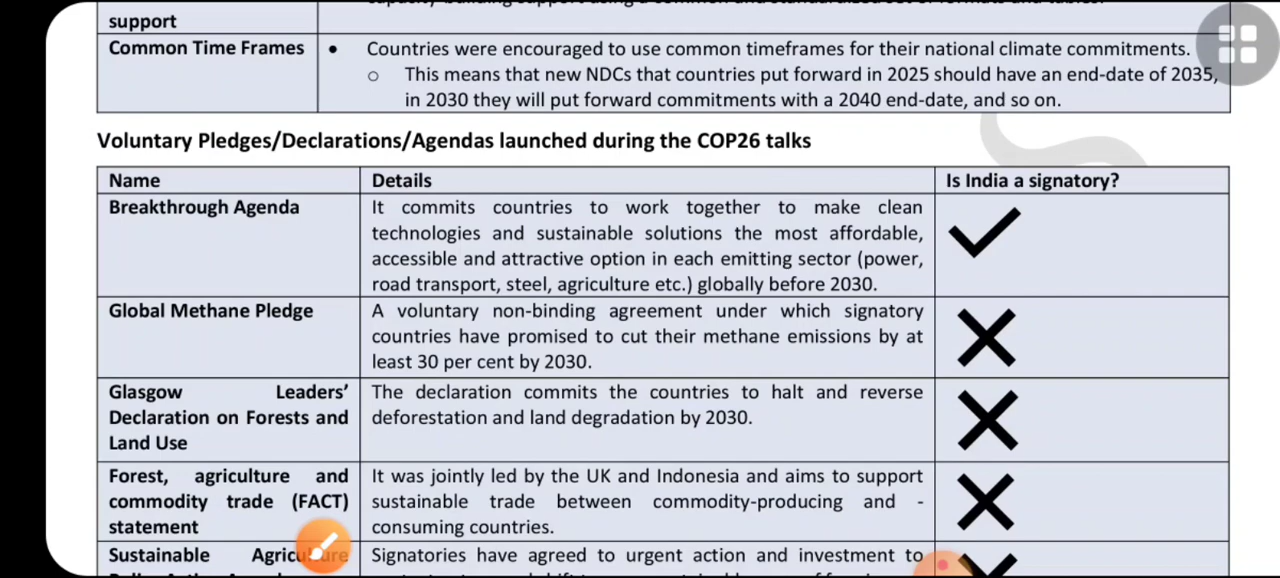 support
Common Time Frames
• Countries were encouraged to use common timeframes for their national climate commitments.
o This means that new NDCs that countries put forward in 2025 should have an end-date of 2035,
in 2030 they will put forward commitments with a 2040 end-date, and so on.
Voluntary Pledges/Declarations/Agendas launched during the COP26 talks
Name
Details
Is India a signatory?
Breakthrough Agenda
It commits countries to work together to make clean
technologies and sustainable solutions the most affordable,
accessible and attractive option in each emitting sector (power,
road transport, steel, agriculture etc.) globally before 2030.
Global Methane Pledge
A voluntary non-binding agreement under which signatory
countries have promised to cut their methane emissions by at
least 30 per cent by 2030.
Glasgow Leaders’
Declaration on Forests and
Land Use
The declaration commits the countries to halt and reverse
deforestation and land degradation by 2030.
Forest, agriculture and
commodity trade (FACT)
statement
It was jointly led by the UK and Indonesia and aims to support
sustainable trade between commodity-producing and -
consuming countries.
Sustainable Agriculture
Signatories have agreed to urgent action and investment to